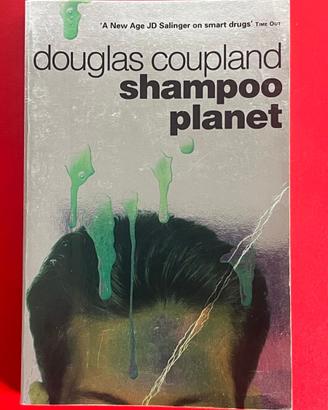 'A New Age JD Salinger on smart drugs' TIME OUT
douglas coupland
shampoo
planet